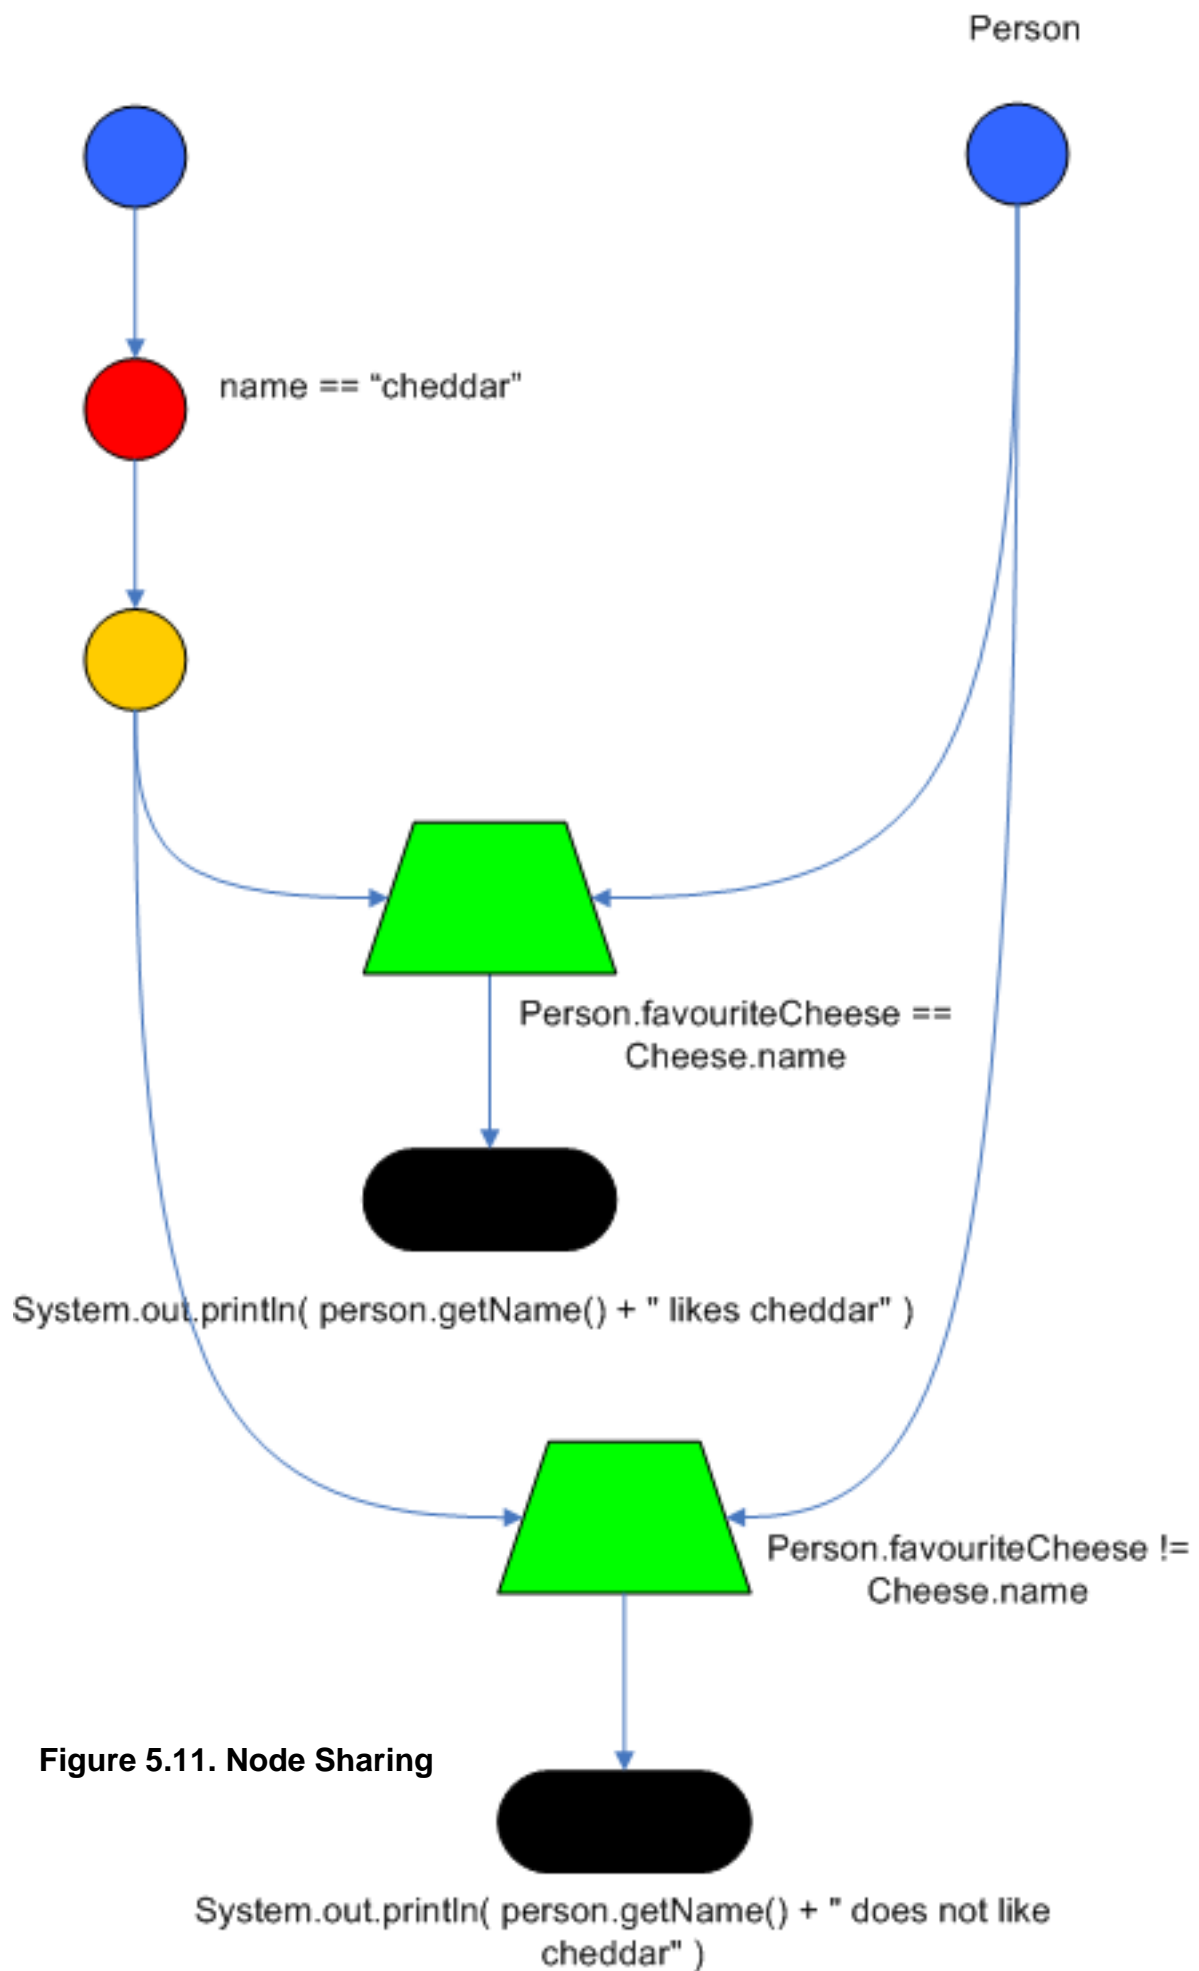 Person
name == “cheddar”
Person.favouriteCheese ==
Cheese.name
System.out.println( person.getName() + " likes cheddar" )
Person.favouriteCheese !=
Cheese.name
Figure 5.11. Node Sharing
System.out.println( person.getName() + " does not like
cheddar" )